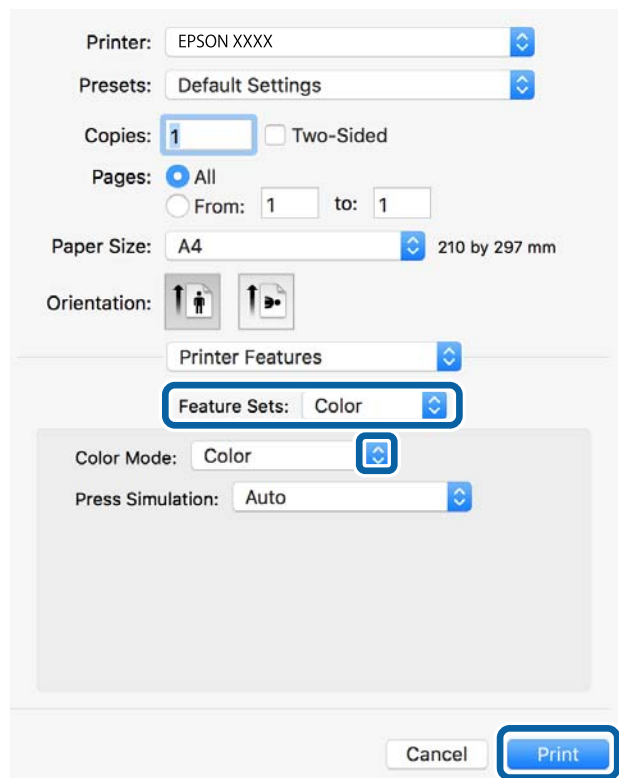 Printer: EPSON XXXX
Presets: Default Settings
Copies: 1 Two-Sided
Pages: All
From: 1 to: 1
Paper Size: A4 210 by 297 mm
Orientation:
Printer Features
Feature Sets: Color
Color Mode: Color
Press Simulation: Auto
Cancel Print